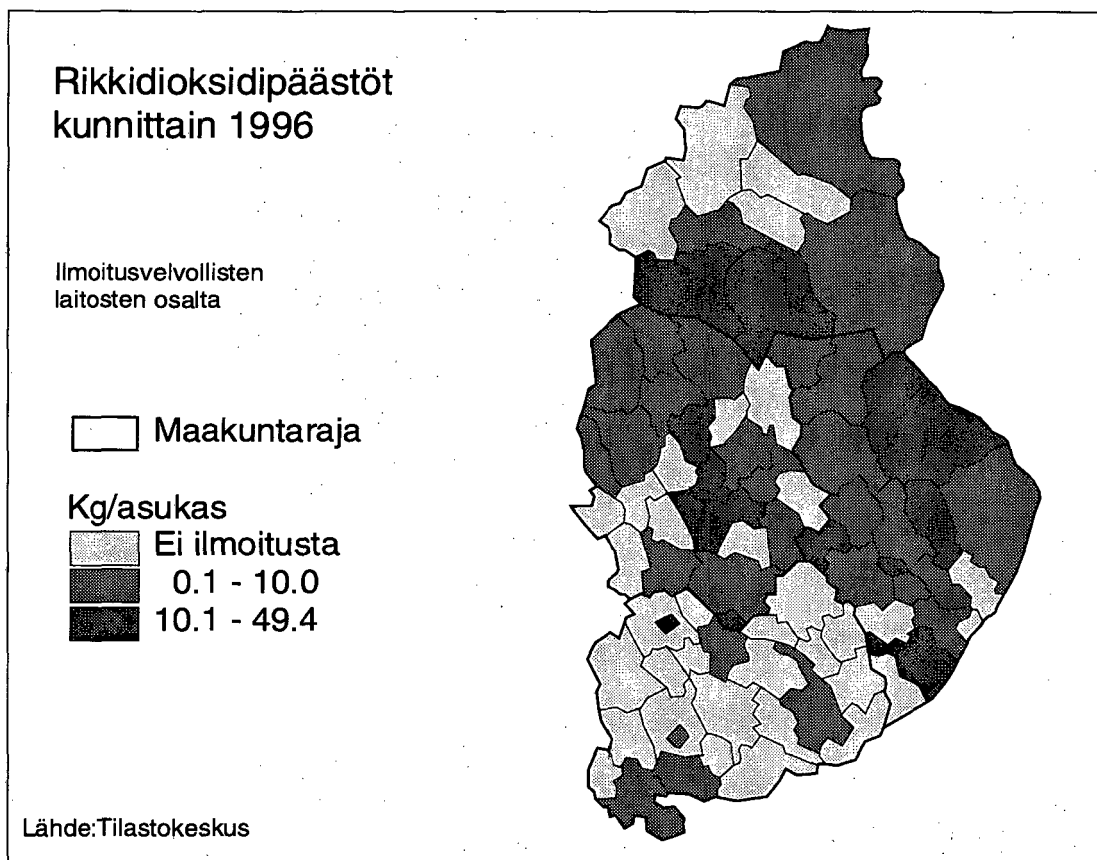 Rikkidioksidipäästöt
kunnittain 1996
Ilmoitusvelvollisten
laitosten osalta
Maakuntaraja
Kg/asukas
Ei ilmoitusta
0.1 - 10.0
10.1 - 49.4
Lähde:Tilastokeskus